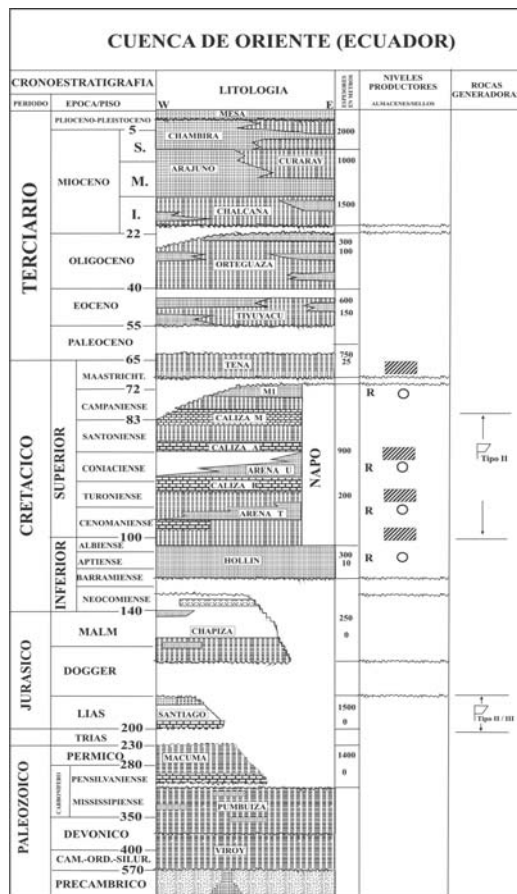 CUENCA DE ORIENTE (ECUADOR)
CRONOESTRATIGRAFIA
PERIODO
EPOCA/PISO
LITOLOGIA
W
E
ESPESORES
EN METROS
NIVELES
PRODUCTORES
ALMACENES/SELLOS
ROCAS
GENERADORAS
TERCIARIO
PLIOCENO-PLEISTOCENO
5
MIOCENO
S.
M.
I.
22
OLIGOCENO
40
EOCENO
55
PALEOCENO
65
CRETACICO
SUPERIOR
MAASTRICHT.
72
CAMPANIENSE
83
SANTONIENSE
CONIACIENSE
TURONIENSE
CENOMANIENSE
100
INFERIOR
ALBIENSE
APTIENSE
BARRAMIENSE
NEOCOMIENSE
140
JURASICO
MALM
DOGGER
LIAS
200
TRIAS
230
PALEOZOICO
PERMICO
280
CARBONIFERO
PENSILVANIENSE
MISSISSIPIENSE
350
DEVONICO
400
CAM.-ORD.-SILUR.
570
PRECAMBRICO
MESA
CHAMBIRA
CURARAY
ARAJUNO
CHALCANA
ORTEGUAZA
TIYUYACU
TENA
M1
CALIZA M
CALIZA A
ARENA U
CALIZA B
ARENA T
NAPO
HOLLIN
CHAPIZA
SANTIAGO
MACUMA
PUMBUIZA
VIROY
2000
1000
1500
300
100
600
150
750
25
900
200
300
10
250
0
1500
0
1400
0
R
R
R
R
Tipo II
Tipo II / III